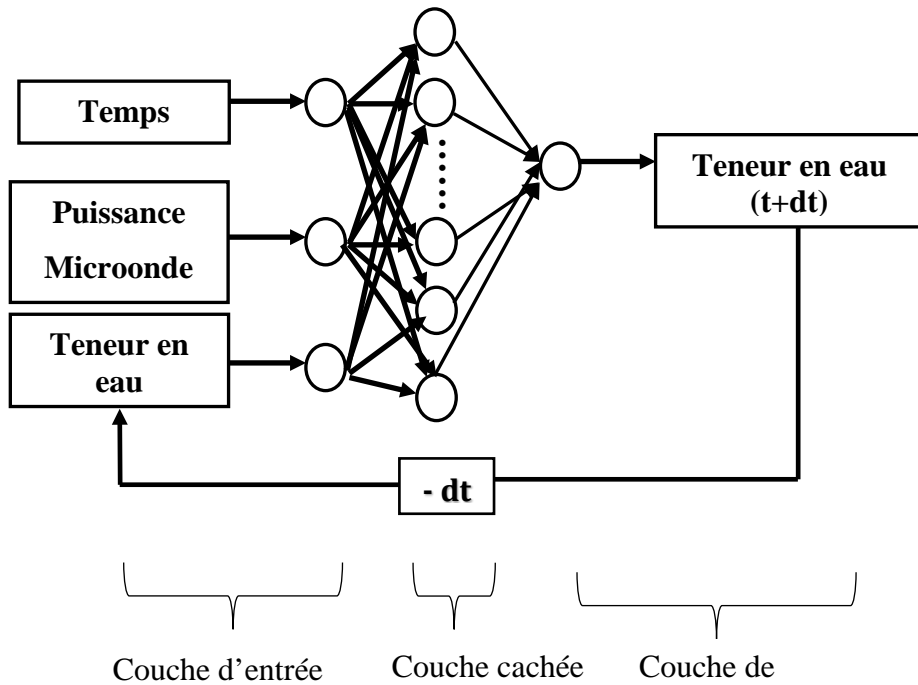 Temps
Puissance
Microonde
Teneur en
eau
Teneur en eau
(t+dt)
- dt
Couche d’entrée
Couche cachée
Couche de